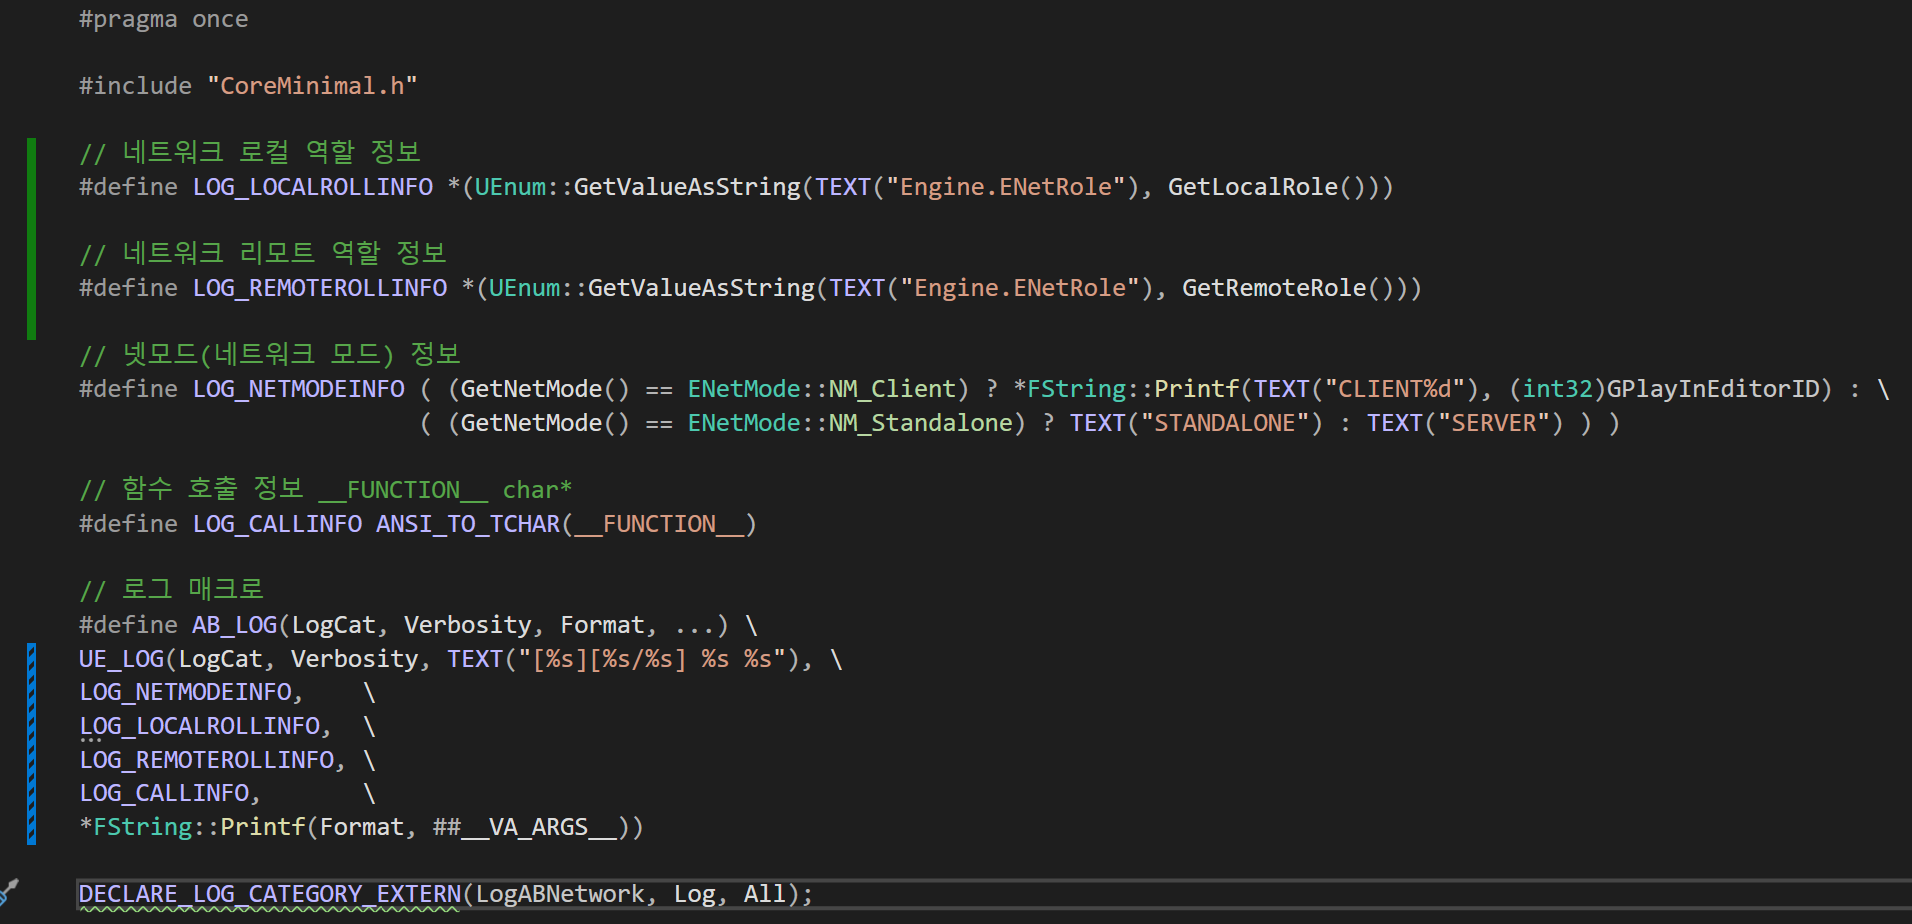 #pragma once
#include "CoreMinimal.h"
// 네트워크 로컬 역할 정보
#define LOG_LOCALROLLINFO *(UEnum::GetValueAsString(TEXT("Engine.ENetRole"), GetLocalRole()))
// 네트워크 리모트 역할 정보
#define LOG_REMOTEROLLINFO *(UEnum::GetValueAsString(TEXT("Engine.ENetRole"), GetRemoteRole()))
// 넷모드(네트워크 모드) 정보
#define LOG_NETMODEINFO ( (GetNetMode() == ENetMode::NM_Client) ? *FString::Printf(TEXT("CLIENT%d"), (int32)GPlayInEditorID) : \
( (GetNetMode() == ENetMode::NM_Standalone) ? TEXT("STANDALONE") : TEXT("SERVER") ) )
// 함수 호출 정보 __FUNCTION__ char*
#define LOG_CALLINFO ANSI_TO_TCHAR(__FUNCTION__)
// 로그 매크로
#define AB_LOG(LogCat, Verbosity, Format, ...) \
UE_LOG(LogCat, Verbosity, TEXT("[%s][%s/%s] %s %s"), \
LOG_NETMODEINFO, \
LOG_LOCALROLLINFO, \
LOG_REMOTEROLLINFO, \
LOG_CALLINFO, \
*FString::Printf(Format, ##__VA_ARGS__))
DECLARE_LOG_CATEGORY_EXTERN(LogABNetwork, Log, All);